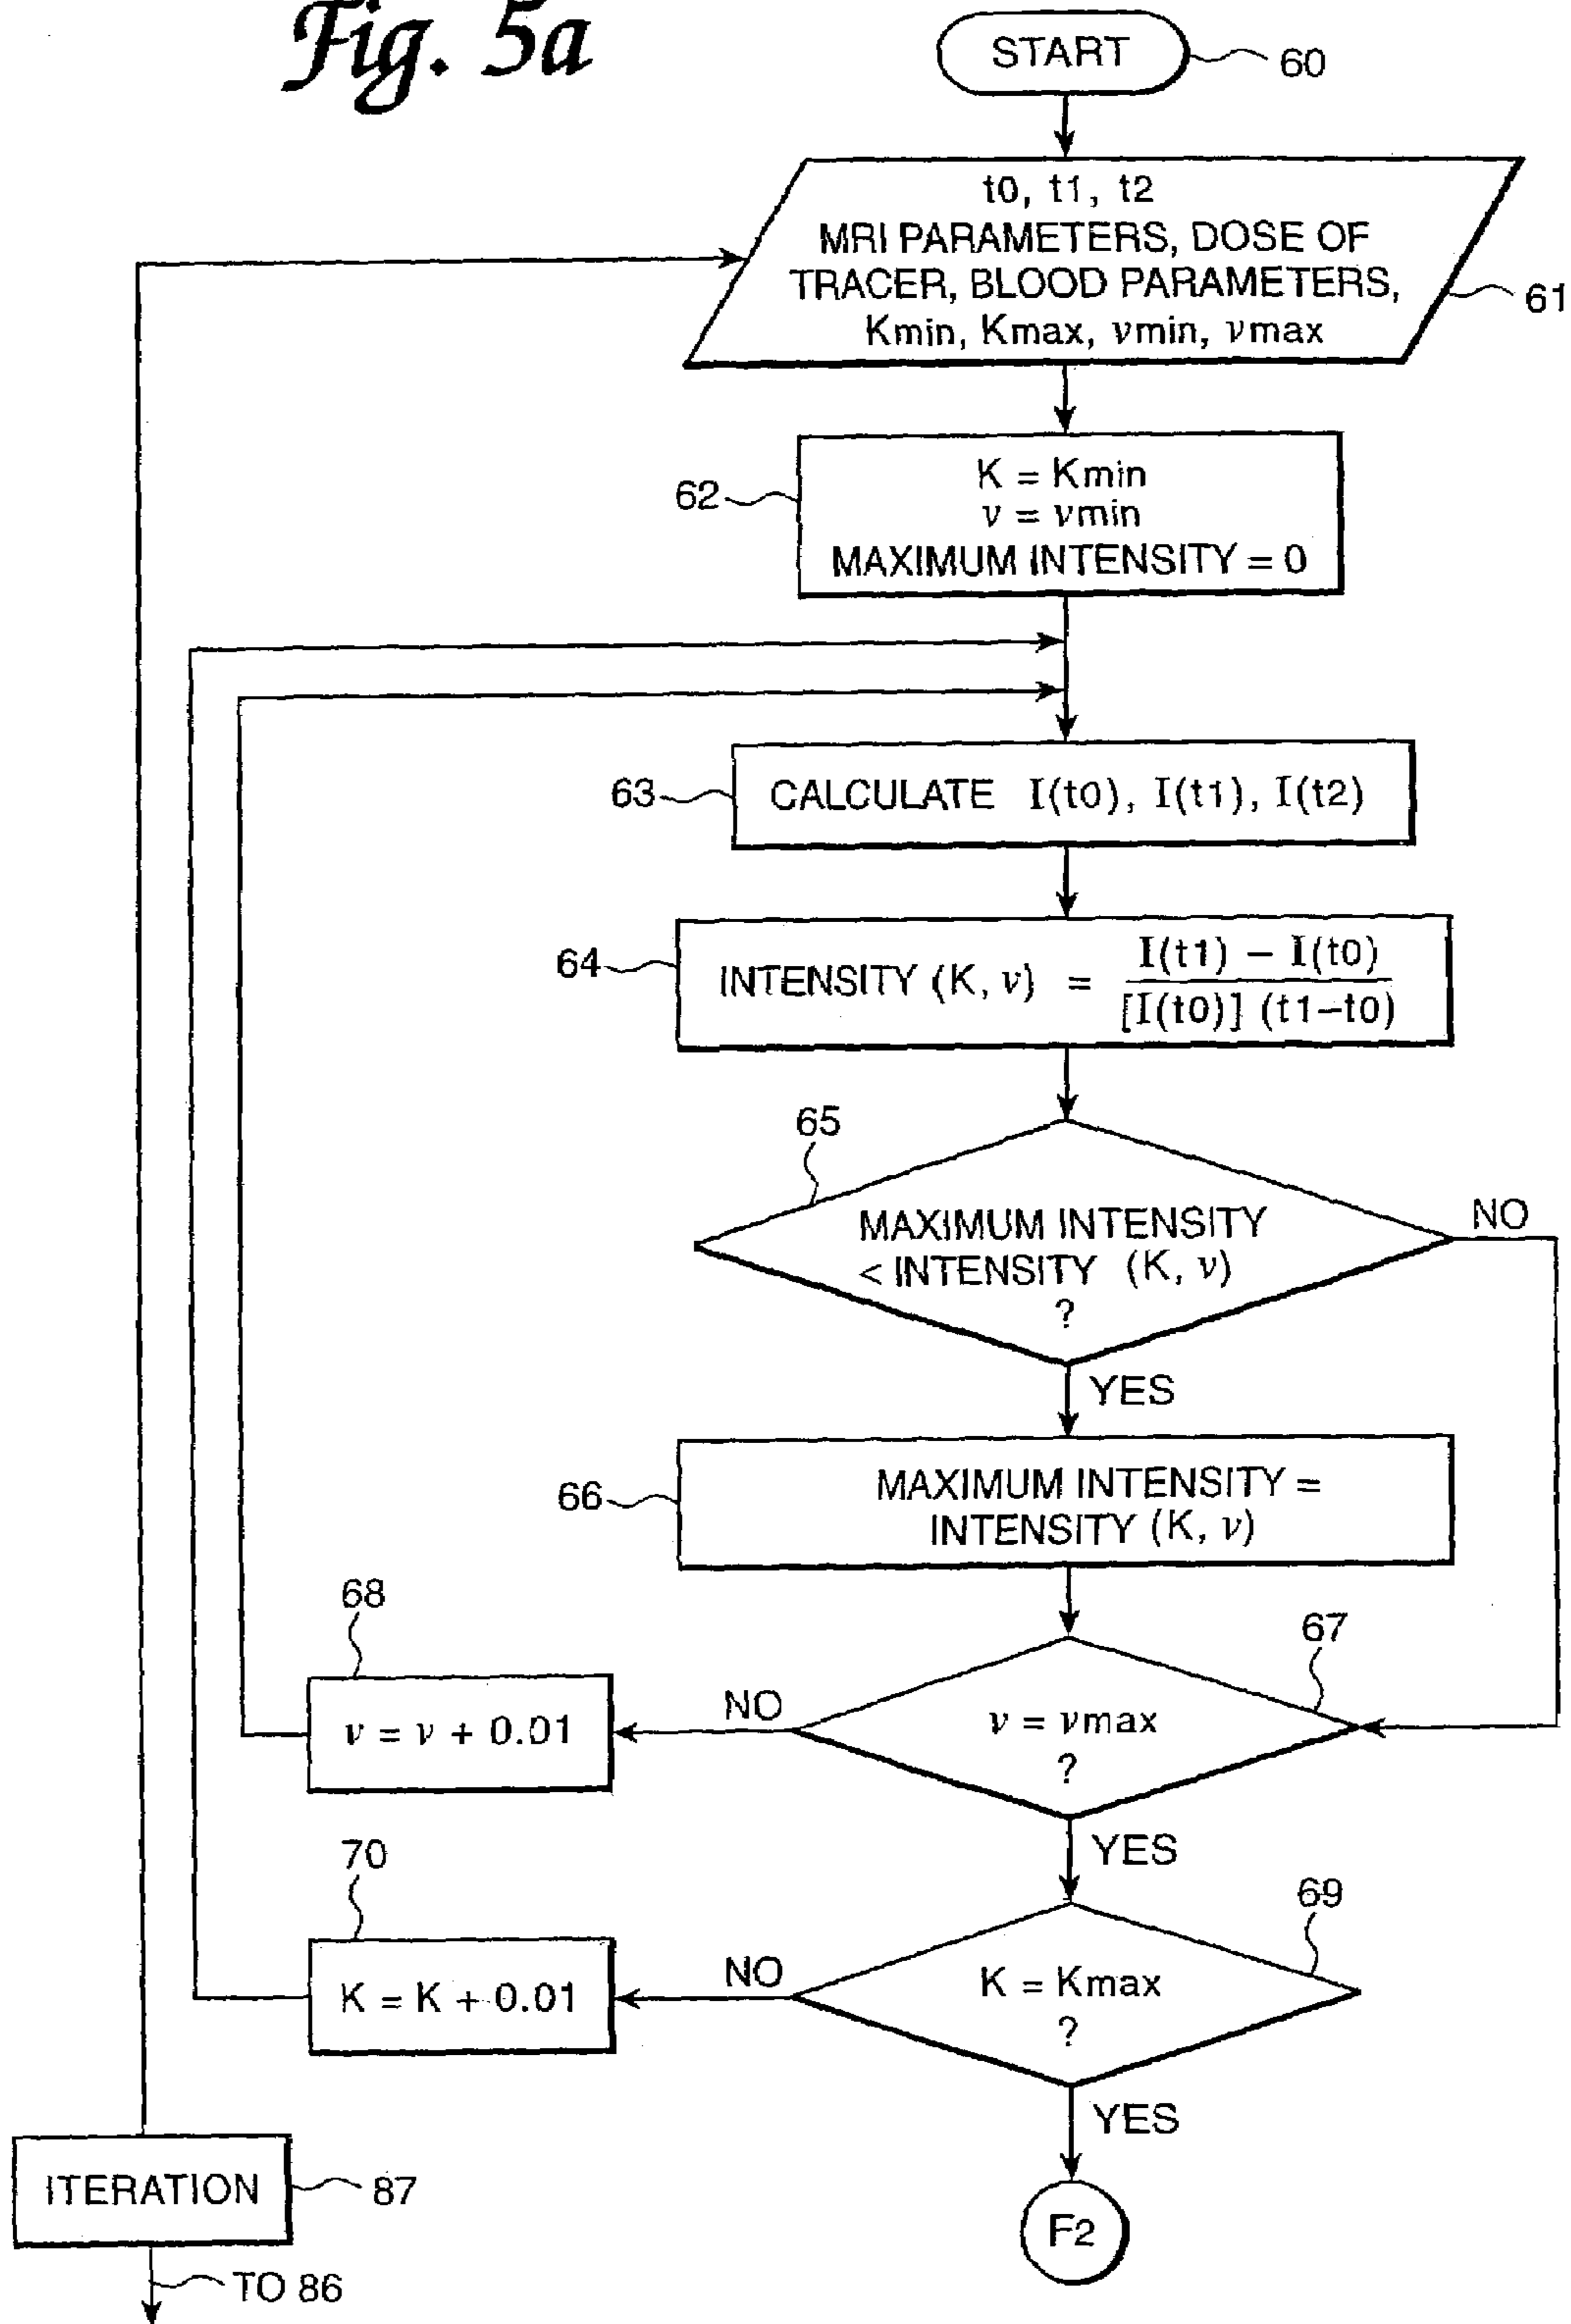 Fig. 5a
START
60
t0, t1, t2
MRI PARAMETERS, DOSE OF
TRACER, BLOOD PARAMETERS,
Kmin, Kmax, νmin, νmax
61
K = Kmin
ν = νmin
MAXIMUM INTENSITY = 0
62
63
CALCULATE I(t0), I(t1), I(t2)
64
INTENSITY (K, ν) =
I(t1) – I(t0)
[I(t0)] (t1–t0)
65
MAXIMUM INTENSITY
< INTENSITY (K, ν)
?
NO
YES
66
MAXIMUM INTENSITY =
INTENSITY (K, ν)
68
ν = ν + 0.01
NO
67
ν = νmax
?
YES
70
K = K + 0.01
NO
69
K = Kmax
?
YES
ITERATION
87
F2
TO 86